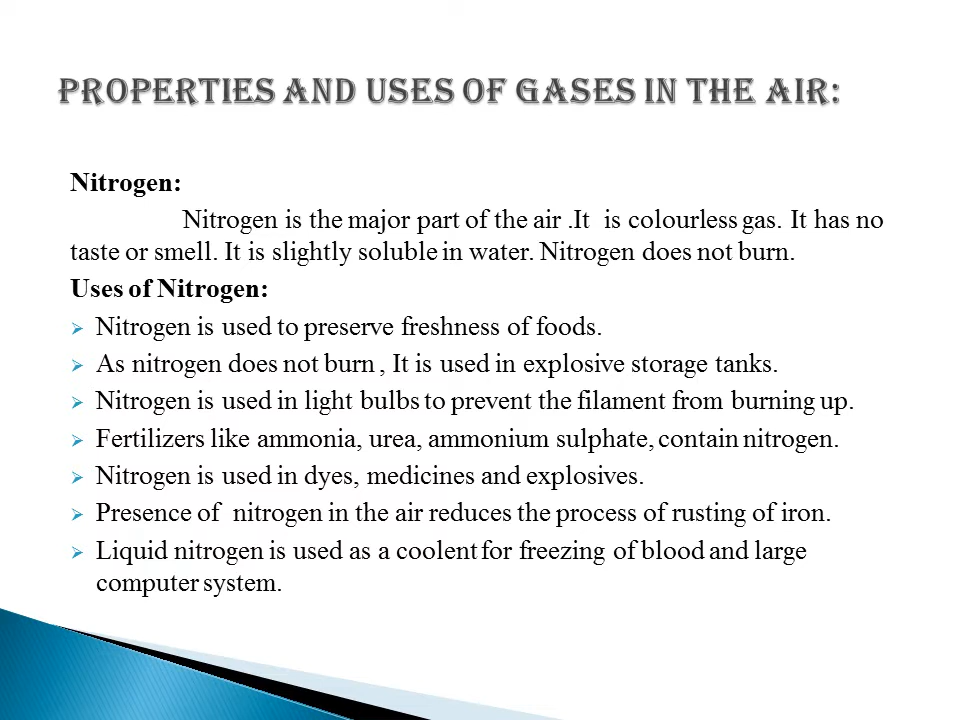 PROPERTIES AND USES OF GASES IN THE AIR:
Nitrogen:
Nitrogen is the major part of the air .It  is colourless gas. It has no
taste or smell. It is slightly soluble in water. Nitrogen does not burn.
Uses of Nitrogen:
➢ Nitrogen is used to preserve freshness of foods.
➢ As nitrogen does not burn , It is used in explosive storage tanks.
➢ Nitrogen is used in light bulbs to prevent the filament from burning up.
➢ Fertilizers like ammonia, urea, ammonium sulphate, contain nitrogen.
➢ Nitrogen is used in dyes, medicines and explosives.
➢ Presence of  nitrogen in the air reduces the process of rusting of iron.
➢ Liquid nitrogen is used as a coolent for freezing of blood and large
computer system.